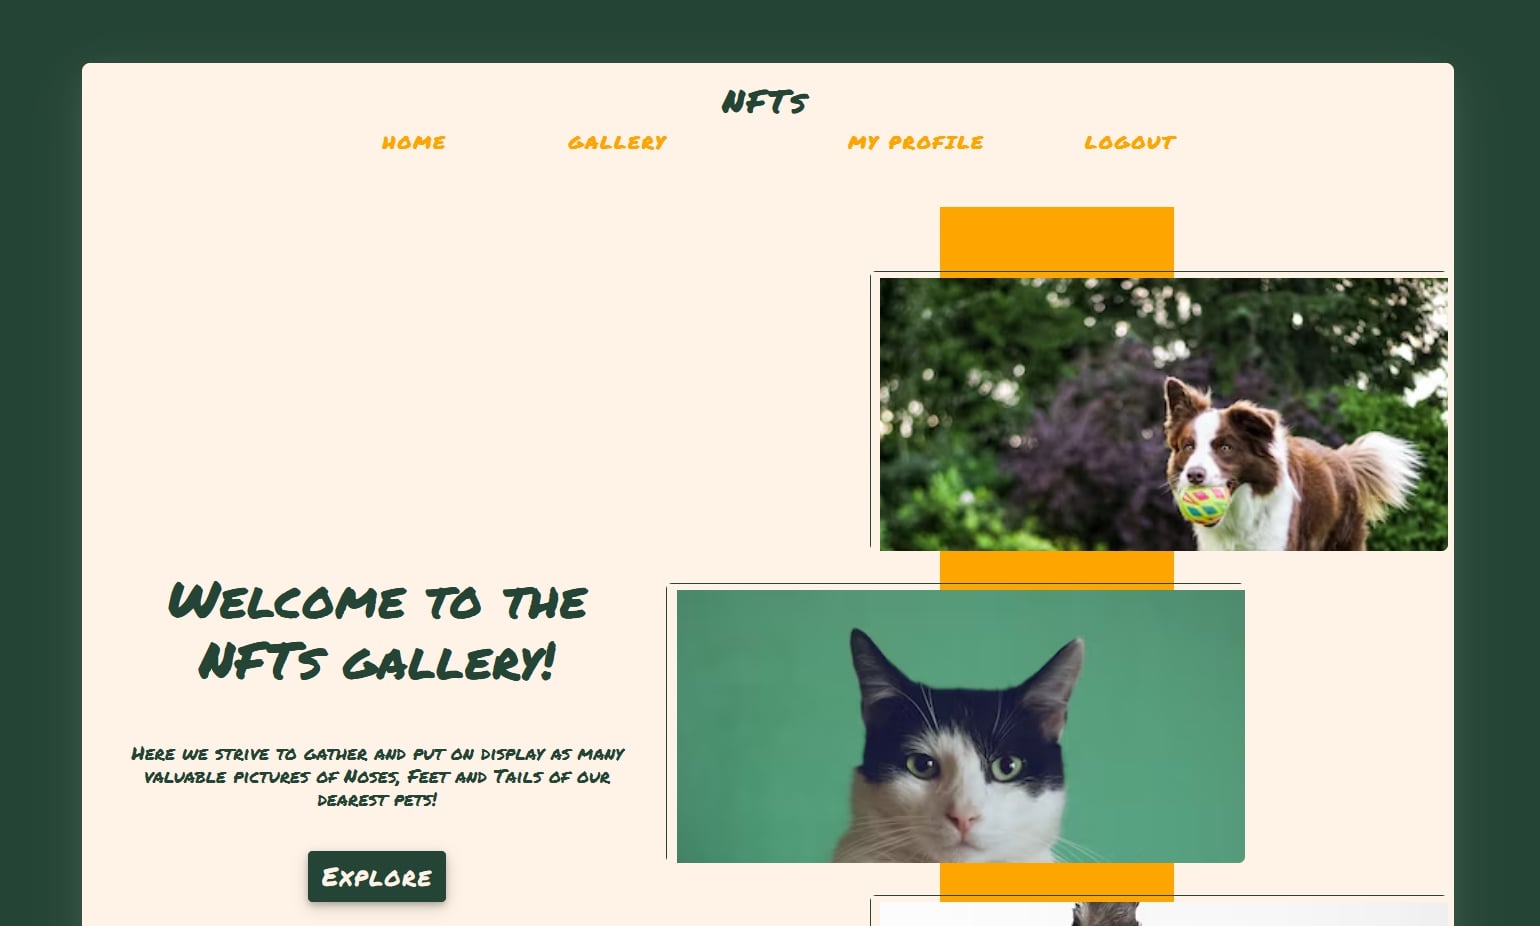 NFTs
HOME GALLERY MY PROFILE LOGOUT
Welcome to the
NFTs gallery!
Here we strive to gather and put on display as many
valuable pictures of Noses, Feet and Tails of our
dearest pets!
Explore